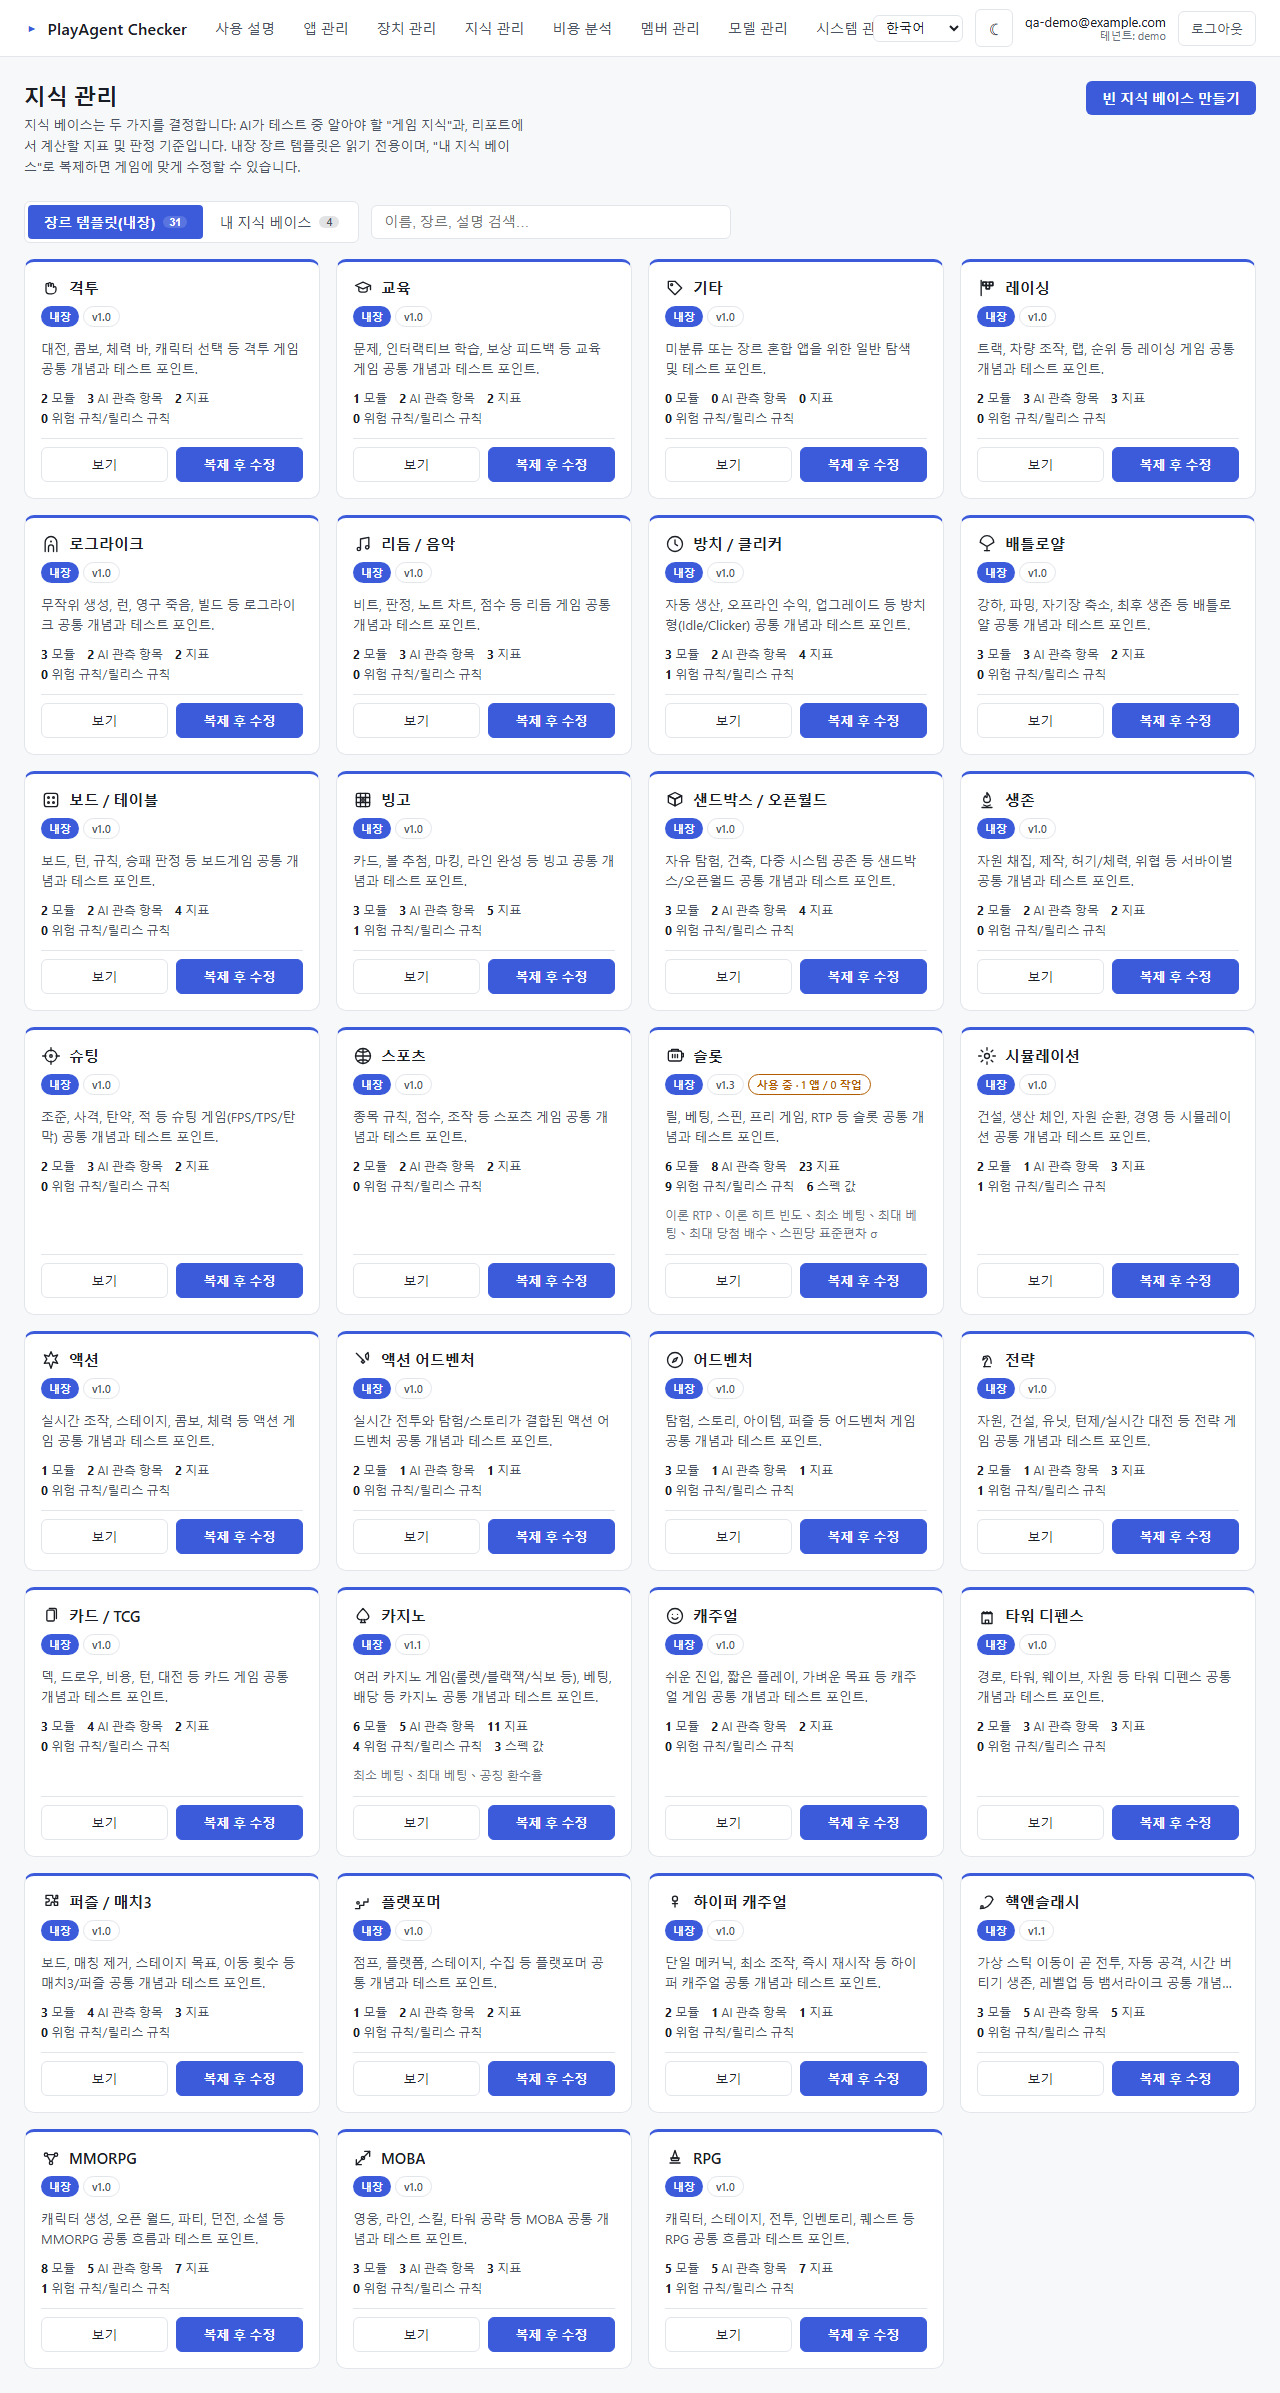 PlayAgent Checker
사용 설명
앱 관리
장치 관리
지식 관리
비용 분석
멤버 관리
모델 관리
시스템 관
한국어
qa-demo@example.com
테넌트: demo
로그아웃
지식 관리
빈 지식 베이스 만들기
지식 베이스는 두 가지를 결정합니다: AI가 테스트 중 알아야 할 "게임 지식"과, 리포트에
서 계산할 지표 및 판정 기준입니다. 내장 장르 템플릿은 읽기 전용이며, "내 지식 베이
스"로 복제하면 게임에 맞게 수정할 수 있습니다.
장르 템플릿(내장) 31
내 지식 베이스 4
이름, 장르, 설명 검색...
격투
내장 v1.0
대전, 콤보, 체력 바, 캐릭터 선택 등 격투 게임
공통 개념과 테스트 포인트.
2 모듈 3 AI 관측 항목 2 지표
0 위험 규칙/릴리스 규칙
보기 복제 후 수정
교육
내장 v1.0
문제, 인터랙티브 학습, 보상 피드백 등 교육
게임 공통 개념과 테스트 포인트.
1 모듈 2 AI 관측 항목 2 지표
0 위험 규칙/릴리스 규칙
보기 복제 후 수정
기타
내장 v1.0
미분류 또는 장르 혼합 앱을 위한 일반 탐색
및 테스트 포인트.
0 모듈 0 AI 관측 항목 0 지표
0 위험 규칙/릴리스 규칙
보기 복제 후 수정
레이싱
내장 v1.0
트랙, 차량 조작, 랩, 순위 등 레이싱 게임 공통
개념과 테스트 포인트.
2 모듈 3 AI 관측 항목 3 지표
0 위험 규칙/릴리스 규칙
보기 복제 후 수정
로그라이크
내장 v1.0
무작위 생성, 런, 영구 죽음, 빌드 등 로그라이
크 공통 개념과 테스트 포인트.
3 모듈 2 AI 관측 항목 2 지표
0 위험 규칙/릴리스 규칙
보기 복제 후 수정
리듬 / 음악
내장 v1.0
비트, 판정, 노트 차트, 점수 등 리듬 게임 공통
개념과 테스트 포인트.
2 모듈 3 AI 관측 항목 3 지표
0 위험 규칙/릴리스 규칙
보기 복제 후 수정
방치 / 클리커
내장 v1.0
자동 생산, 오프라인 수익, 업그레이드 등 방치
형(Idle/Clicker) 공통 개념과 테스트 포인트.
3 모듈 2 AI 관측 항목 4 지표
1 위험 규칙/릴리스 규칙
보기 복제 후 수정
배틀로얄
내장 v1.0
강하, 파밍, 자기장 축소, 최후 생존 등 배틀로
얄 공통 개념과 테스트 포인트.
3 모듈 3 AI 관측 항목 2 지표
0 위험 규칙/릴리스 규칙
보기 복제 후 수정
보드 / 테이블
내장 v1.0
보드, 턴, 규칙, 승패 판정 등 보드게임 공통 개
념과 테스트 포인트.
2 모듈 2 AI 관측 항목 4 지표
0 위험 규칙/릴리스 규칙
보기 복제 후 수정
빙고
내장 v1.0
카드, 볼 추첨, 마킹, 라인 완성 등 빙고 공통 개
념과 테스트 포인트.
3 모듈 3 AI 관측 항목 5 지표
1 위험 규칙/릴리스 규칙
보기 복제 후 수정
샌드박스 / 오픈월드
내장 v1.0
자유 탐험, 건축, 다중 시스템 공존 등 샌드박
스/오픈월드 공통 개념과 테스트 포인트.
3 모듈 2 AI 관측 항목 4 지표
0 위험 규칙/릴리스 규칙
보기 복제 후 수정
생존
내장 v1.0
자원 채집, 제작, 허기/체력, 위협 등 서바이벌
공통 개념과 테스트 포인트.
2 모듈 2 AI 관측 항목 2 지표
0 위험 규칙/릴리스 규칙
보기 복제 후 수정
슈팅
내장 v1.0
조준, 사격, 탄약, 적 등 슈팅 게임(FPS/TPS/탄
막) 공통 개념과 테스트 포인트.
2 모듈 3 AI 관측 항목 2 지표
0 위험 규칙/릴리스 규칙
보기 복제 후 수정
스포츠
내장 v1.0
종목 규칙, 점수, 조작 등 스포츠 게임 공통 개
념과 테스트 포인트.
2 모듈 2 AI 관측 항목 2 지표
0 위험 규칙/릴리스 규칙
보기 복제 후 수정
슬롯
내장 v1.3 사용 중 · 1 앱 / 0 작업
릴, 베팅, 스핀, 프리 게임, RTP 등 슬롯 공통 개
념과 테스트 포인트.
6 모듈 8 AI 관측 항목 23 지표
9 위험 규칙/릴리스 규칙 6 스펙 값
이론 RTP、이론 히트 빈도、최소 베팅、최대 베
팅、최대 당첨 배수、스핀당 표준편차 σ
보기 복제 후 수정
시뮬레이션
내장 v1.0
건설, 생산 체인, 자원 순환, 경영 등 시뮬레이
션 공통 개념과 테스트 포인트.
2 모듈 1 AI 관측 항목 3 지표
1 위험 규칙/릴리스 규칙
보기 복제 후 수정
액션
내장 v1.0
실시간 조작, 스테이지, 콤보, 체력 등 액션 게
임 공통 개념과 테스트 포인트.
1 모듈 2 AI 관측 항목 2 지표
0 위험 규칙/릴리스 규칙
보기 복제 후 수정
액션 어드벤처
내장 v1.0
실시간 전투와 탐험/스토리가 결합된 액션 어
드벤처 공통 개념과 테스트 포인트.
2 모듈 1 AI 관측 항목 1 지표
0 위험 규칙/릴리스 규칙
보기 복제 후 수정
어드벤처
내장 v1.0
탐험, 스토리, 아이템, 퍼즐 등 어드벤처 게임
공통 개념과 테스트 포인트.
3 모듈 1 AI 관측 항목 1 지표
0 위험 규칙/릴리스 규칙
보기 복제 후 수정
전략
내장 v1.0
자원, 건설, 유닛, 턴제/실시간 대전 등 전략 게
임 공통 개념과 테스트 포인트.
2 모듈 1 AI 관측 항목 3 지표
1 위험 규칙/릴리스 규칙
보기 복제 후 수정
카드 / TCG
내장 v1.0
덱, 드로우, 비용, 턴, 대전 등 카드 게임 공통
개념과 테스트 포인트.
3 모듈 4 AI 관측 항목 2 지표
0 위험 규칙/릴리스 규칙
보기 복제 후 수정
카지노
내장 v1.1
여러 카지노 게임(룰렛/블랙잭/식보 등), 베팅,
배당 등 카지노 공통 개념과 테스트 포인트.
6 모듈 5 AI 관측 항목 11 지표
4 위험 규칙/릴리스 규칙 3 스펙 값
최소 베팅、최대 베팅、공칭 환수율
보기 복제 후 수정
캐주얼
내장 v1.0
쉬운 진입, 짧은 플레이, 가벼운 목표 등 캐주
얼 게임 공통 개념과 테스트 포인트.
1 모듈 2 AI 관측 항목 2 지표
0 위험 규칙/릴리스 규칙
보기 복제 후 수정
타워 디펜스
내장 v1.0
경로, 타워, 웨이브, 자원 등 타워 디펜스 공통
개념과 테스트 포인트.
2 모듈 3 AI 관측 항목 3 지표
0 위험 규칙/릴리스 규칙
보기 복제 후 수정
퍼즐 / 매치3
내장 v1.0
보드, 매칭 제거, 스테이지 목표, 이동 횟수 등
매치3/퍼즐 공통 개념과 테스트 포인트.
3 모듈 4 AI 관측 항목 3 지표
0 위험 규칙/릴리스 규칙
보기 복제 후 수정
플랫포머
내장 v1.0
점프, 플랫폼, 스테이지, 수집 등 플랫포머 공
통 개념과 테스트 포인트.
1 모듈 2 AI 관측 항목 2 지표
0 위험 규칙/릴리스 규칙
보기 복제 후 수정
하이퍼 캐주얼
내장 v1.0
단일 메커닉, 최소 조작, 즉시 재시작 등 하이
퍼 캐주얼 공통 개념과 테스트 포인트.
2 모듈 1 AI 관측 항목 1 지표
0 위험 규칙/릴리스 규칙
보기 복제 후 수정
핵앤슬래시
내장 v1.1
가상 스틱 이동이 곧 전투, 자동 공격, 시간 버
티기 생존, 레벨업 등 뱀서라이크 공통 개념...
3 모듈 5 AI 관측 항목 5 지표
0 위험 규칙/릴리스 규칙
보기 복제 후 수정
MMORPG
내장 v1.0
캐릭터 생성, 오픈 월드, 파티, 던전, 소셜 등
MMORPG 공통 흐름과 테스트 포인트.
8 모듈 5 AI 관측 항목 7 지표
1 위험 규칙/릴리스 규칙
보기 복제 후 수정
MOBA
내장 v1.0
영웅, 라인, 스킬, 타워 공략 등 MOBA 공통 개
념과 테스트 포인트.
3 모듈 3 AI 관측 항목 3 지표
0 위험 규칙/릴리스 규칙
보기 복제 후 수정
RPG
내장 v1.0
캐릭터, 스테이지, 전투, 인벤토리, 퀘스트 등
RPG 공통 흐름과 테스트 포인트.
5 모듈 5 AI 관측 항목 7 지표
1 위험 규칙/릴리스 규칙
보기 복제 후 수정